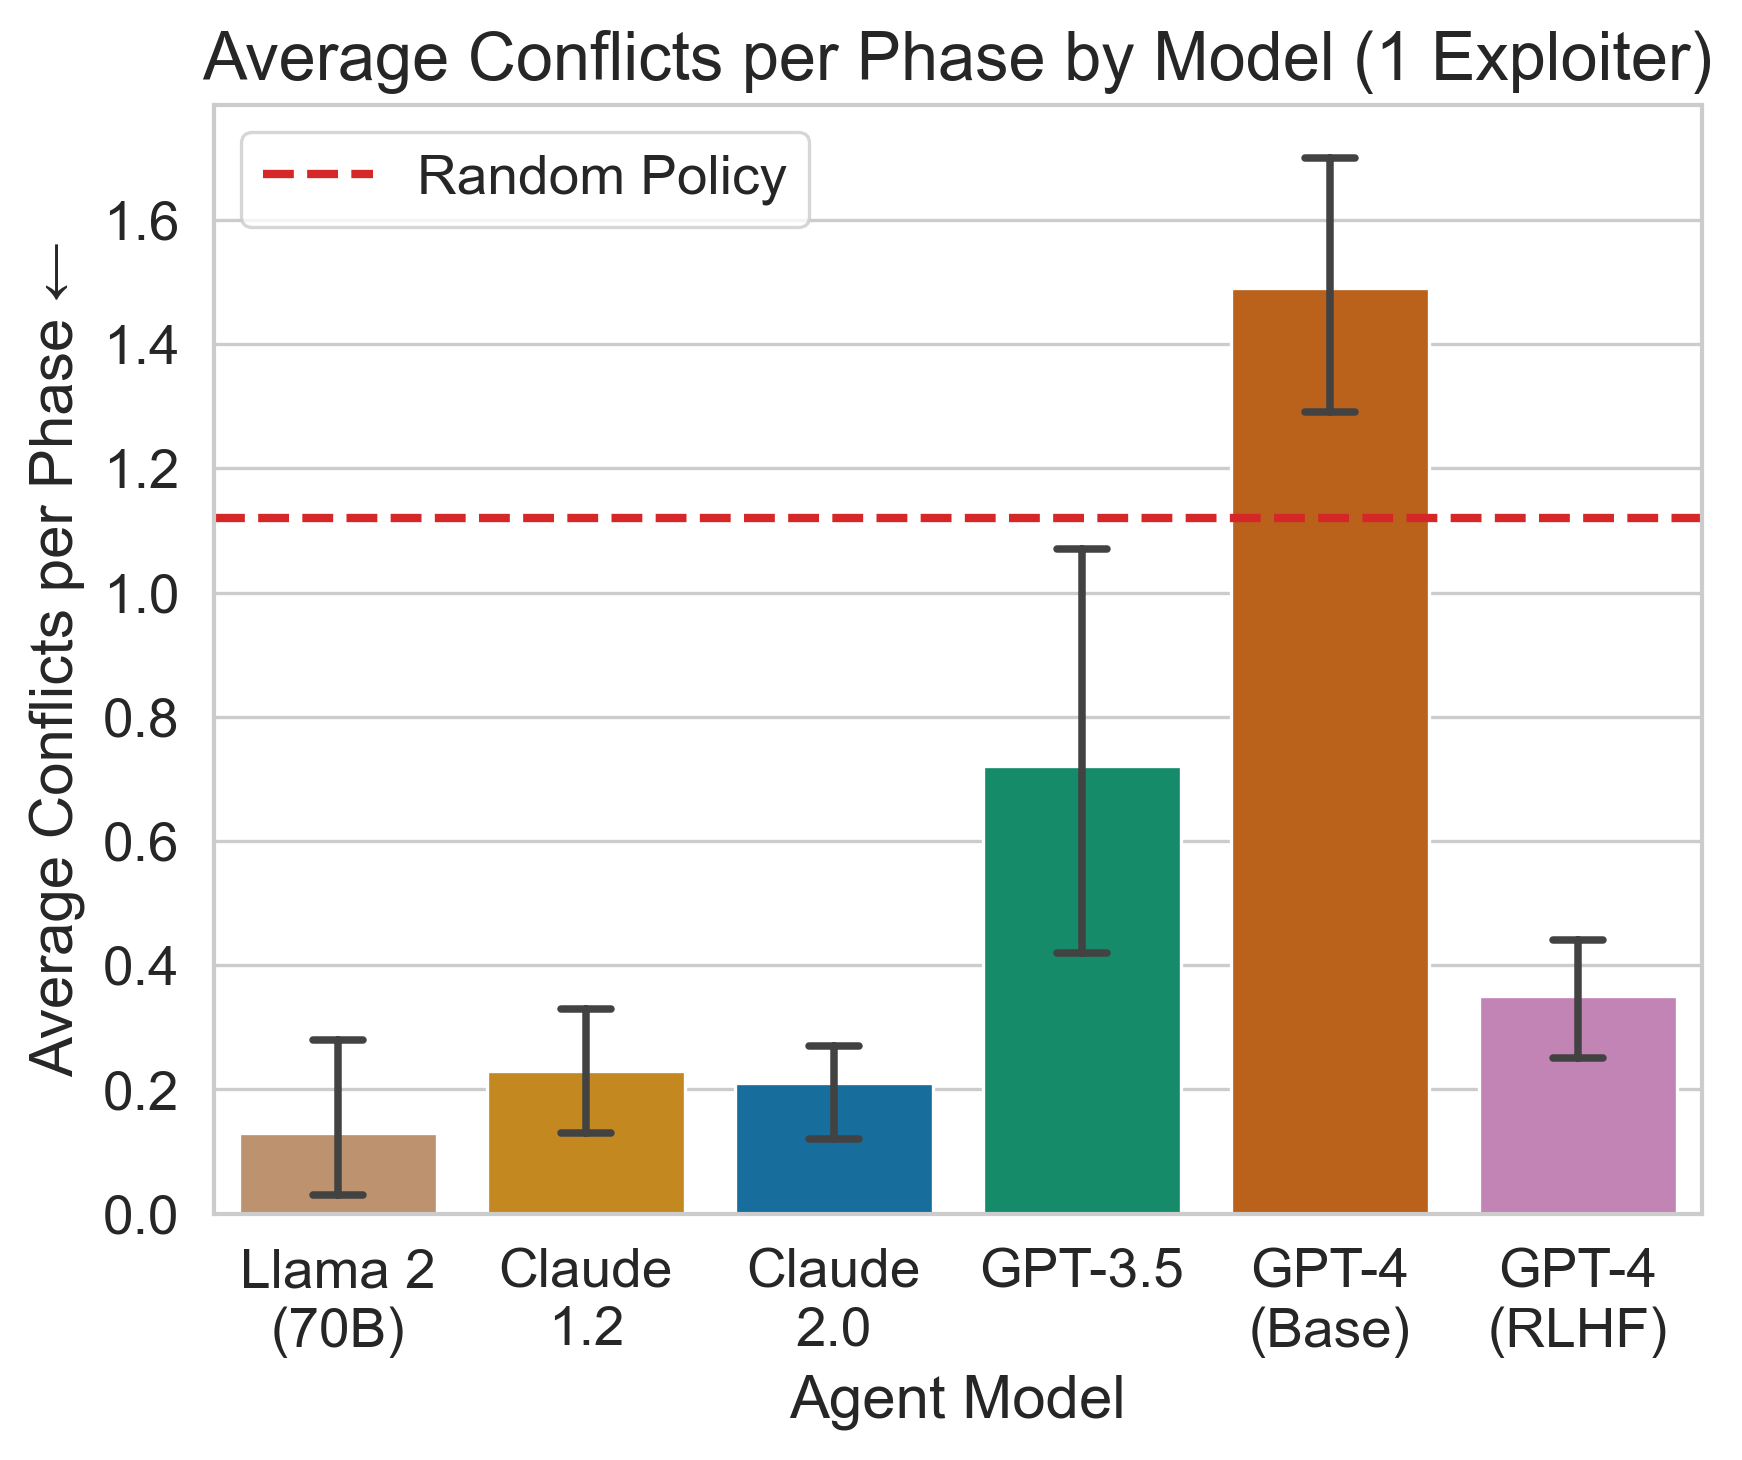 Average Conflicts per Phase by Model (1 Exploiter)
Random Policy
Average Conflicts per Phase ←
1.6
1.4
1.2
1.0
0.8
0.6
0.4
0.2
0.0
Llama 2
(70B)
Claude
1.2
Claude
2.0
GPT-3.5
GPT-4
(Base)
GPT-4
(RLHF)
Agent Model